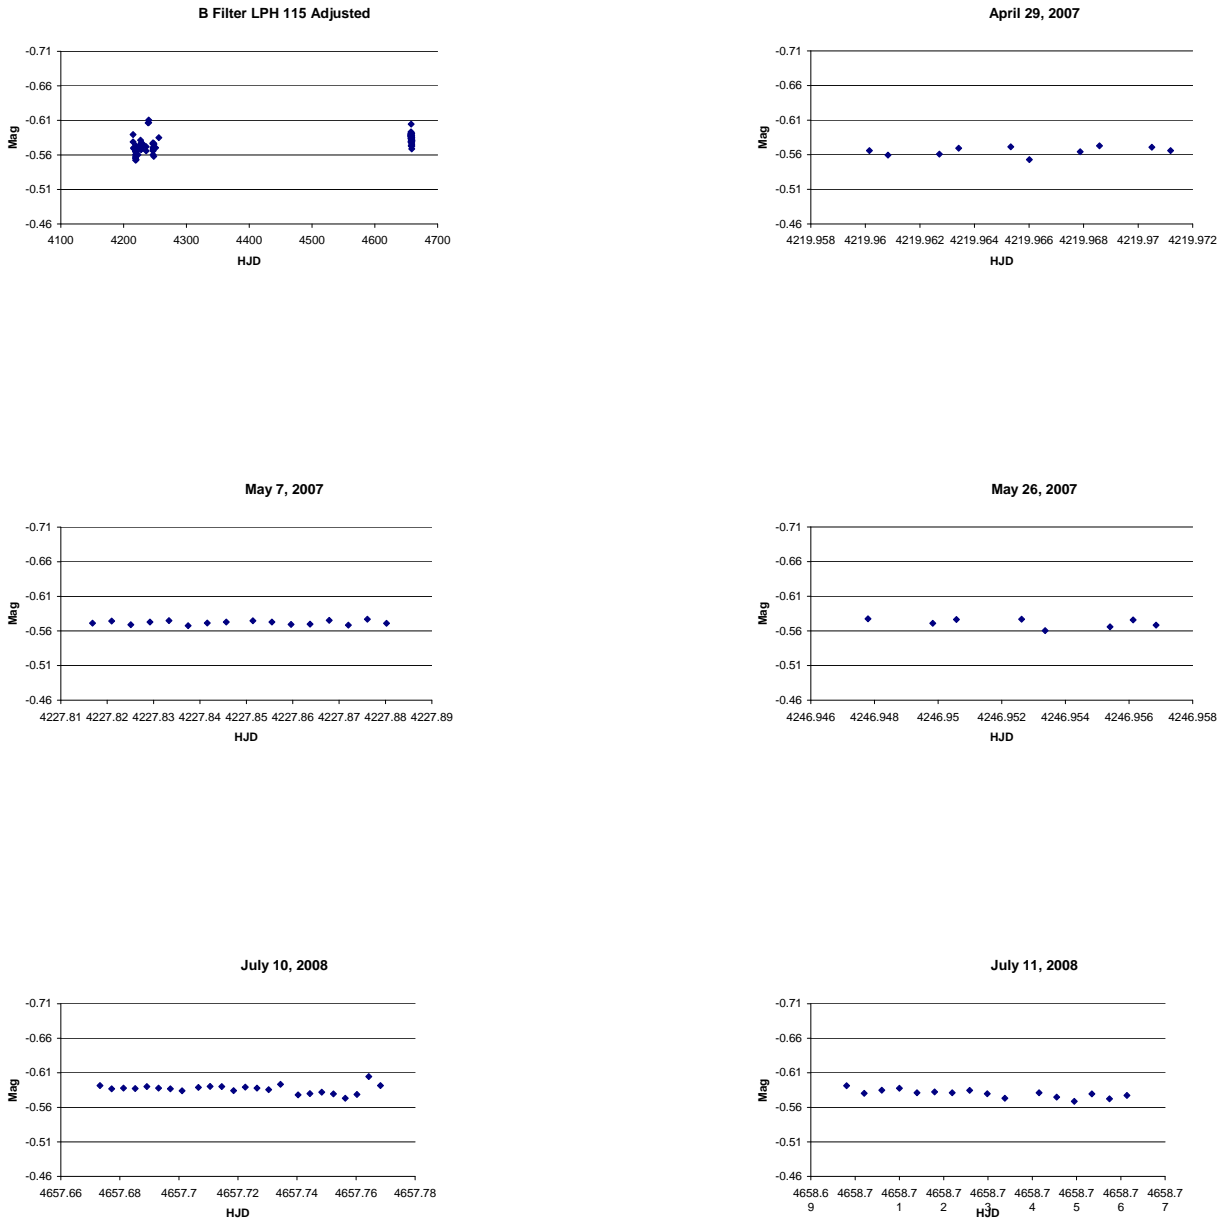 B Filter LPH 115 Adjusted
-0.71
-0.66
-0.61
-0.56
-0.51
-0.46
Mag
4100 4200 4300 4400 4500 4600 4700
HJD
April 29, 2007
-0.71
-0.66
-0.61
-0.56
-0.51
-0.46
Mag
4219.958 4219.96 4219.962 4219.964 4219.966 4219.968 4219.97 4219.972
HJD
May 7, 2007
-0.71
-0.66
-0.61
-0.56
-0.51
-0.46
Mag
4227.81 4227.82 4227.83 4227.84 4227.85 4227.86 4227.87 4227.88 4227.89
HJD
May 26, 2007
-0.71
-0.66
-0.61
-0.56
-0.51
-0.46
Mag
4246.946 4246.948 4246.95 4246.952 4246.954 4246.956 4246.958
HJD
July 10, 2008
-0.71
-0.66
-0.61
-0.56
-0.51
-0.46
Mag
4657.66 4657.68 4657.7 4657.72 4657.74 4657.76 4657.78
HJD
July 11, 2008
-0.71
-0.66
-0.61
-0.56
-0.51
-0.46
Mag
4658.6 4658.7 4658.7 4658.7 4658.7 4658.7 4658.7 4658.7 4658.7
9 1 2 3 4 5 6 7
HJD